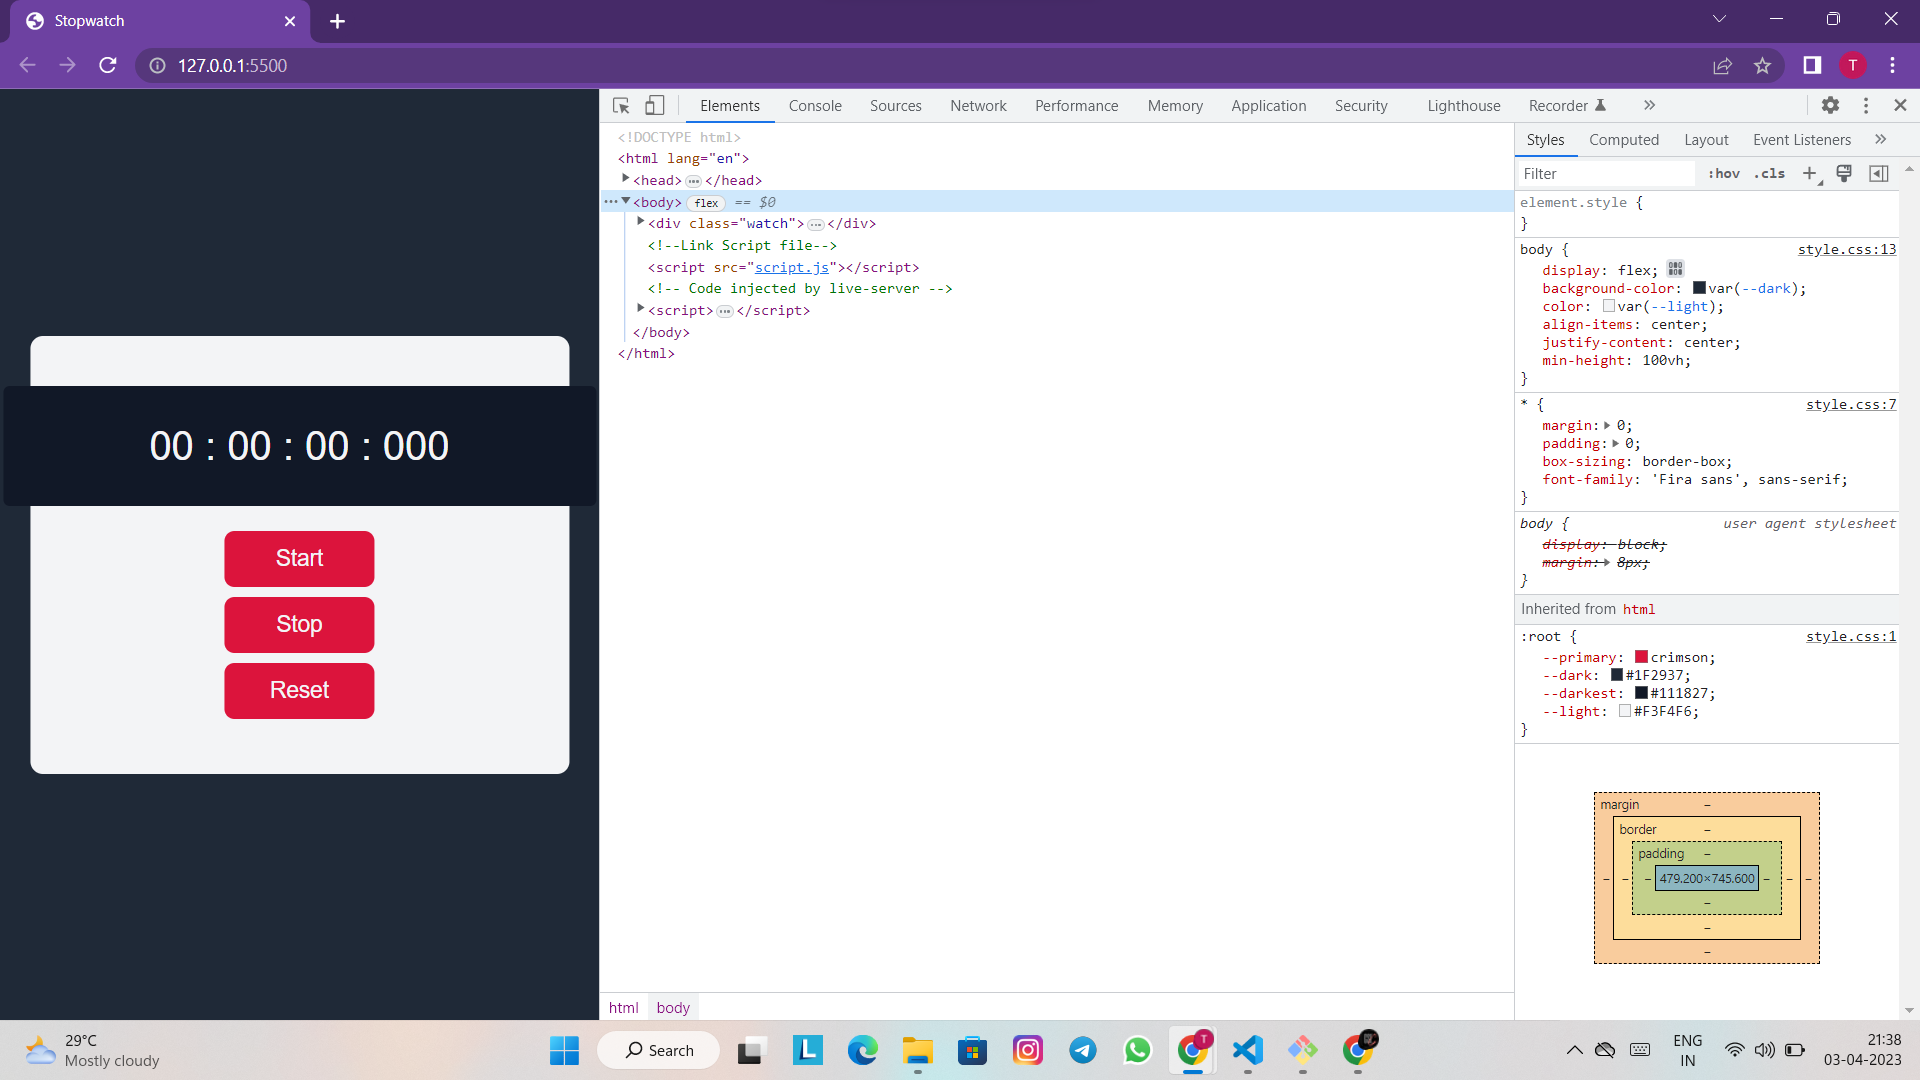 Stopwatch
127.0.0.1:5500
Elements Console Sources Network Performance Memory Application Security Lighthouse Recorder
<!DOCTYPE html>
<html lang="en">
<head> … </head>
… <body> flex == $0
<div class="watch"> … </div>
<!--Link Script file-->
<script src="script.js"></script>
<!-- Code injected by live-server -->
<script> … </script>
</body>
</html>
html body
00 : 00 : 00 : 000
Start
Stop
Reset
Styles Computed Layout Event Listeners
Filter :hov .cls
element.style {
}
body { style.css:13
display: flex;
background-color: var(--dark);
color: var(--light);
align-items: center;
justify-content: center;
min-height: 100vh;
}
* { style.css:7
margin: 0;
padding: 0;
box-sizing: border-box;
font-family: 'Fira sans', sans-serif;
}
body { user agent stylesheet
display: block;
margin: 8px;
}
Inherited from html
:root { style.css:1
--primary: crimson;
--dark: #1F2937;
--darkest: #111827;
--light: #F3F4F6;
}
margin –
border –
padding –
– – – 479.200×745.600 – – –
–
–
–
29°C
Mostly cloudy
Search
ENG
IN
21:38
03-04-2023
T
T
L